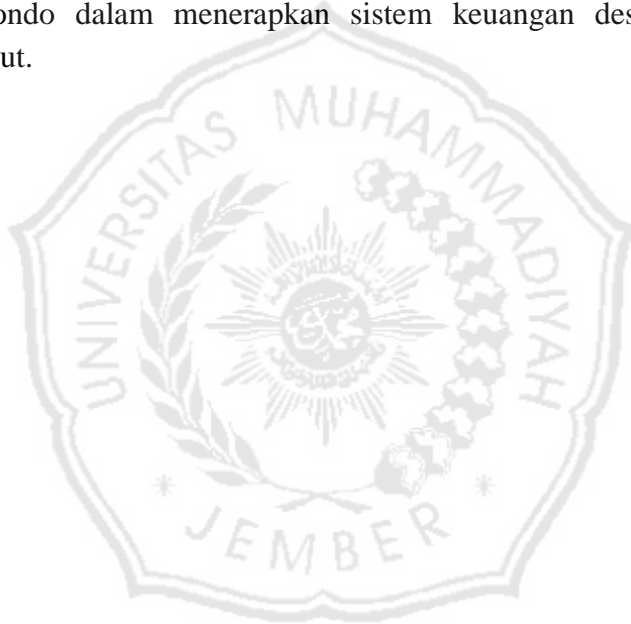 ondo dalam menerapkan sistem keuangan des
ut.
UNIVERSITAS MUHAMMADIYAH
JEMBER